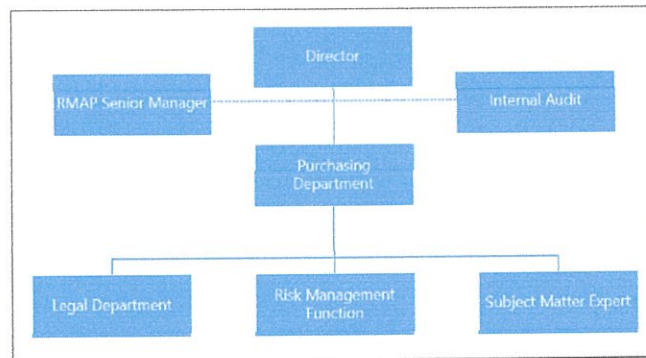 Director
RMAP Senior Manager
Internal Audit
Purchasing
Department
Legal Department
Risk Management
Function
Subject Matter Expert